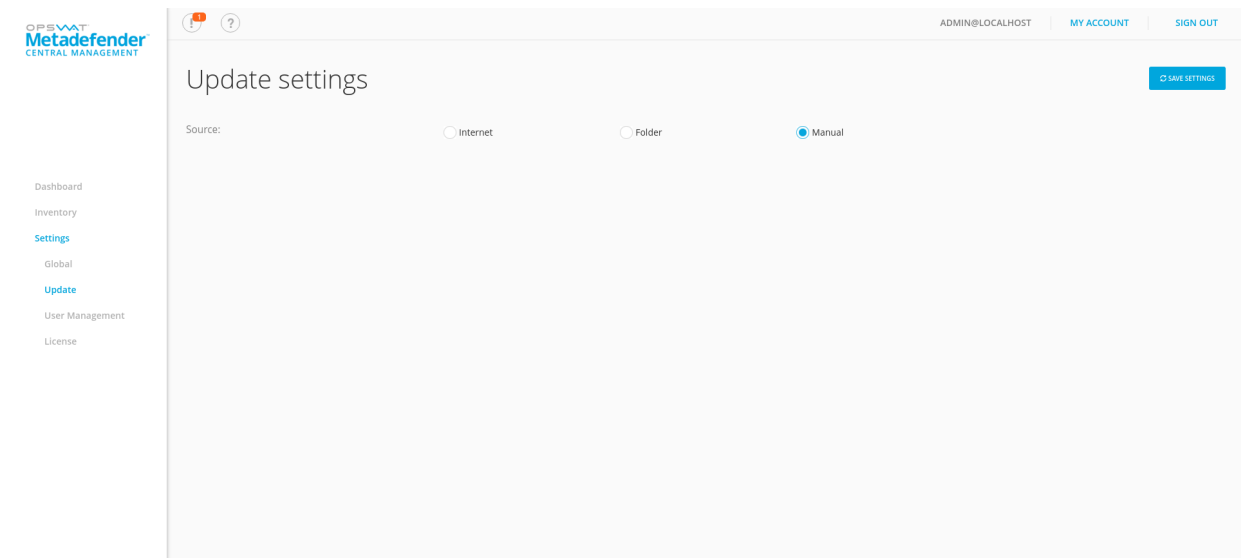 OPSWAT
Metadefender
CENTRAL MANAGEMENT
! 1
?
ADMIN@LOCALHOST
MY ACCOUNT
SIGN OUT
Update settings
SAVE SETTINGS
Source:
Internet
Folder
Manual
Dashboard
Inventory
Settings
Global
Update
User Management
License